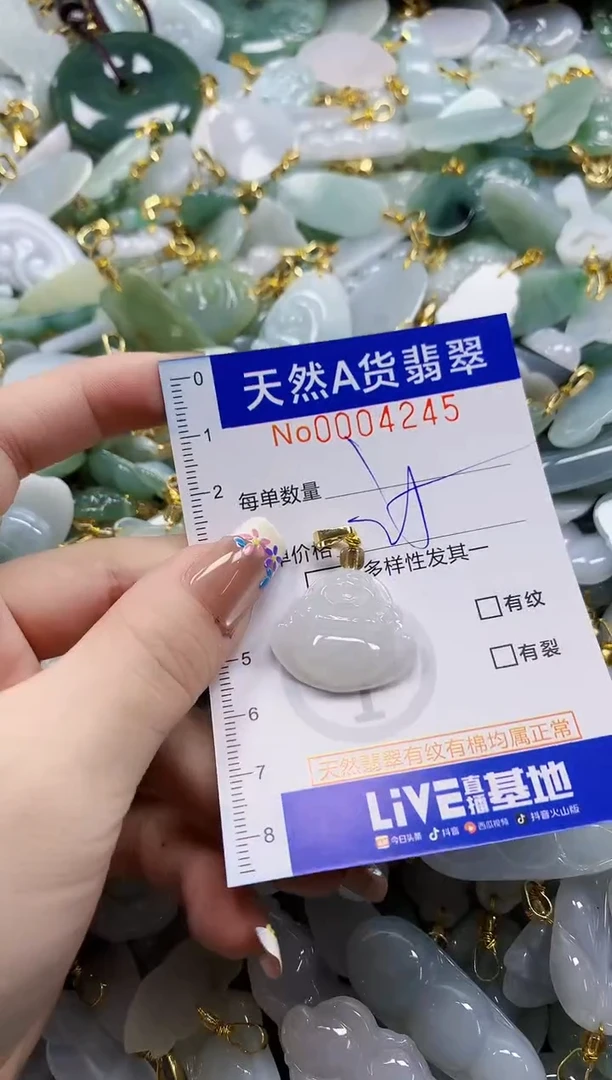 天然A货翡翠
No0004245
0
1
2
每单数量
单价格
多样性发其一
有纹
有裂
5
6
7
8
天然翡翠有纹有棉均属正常
LiVE直播基地
今日头条 抖音 西瓜视频 抖音火山版